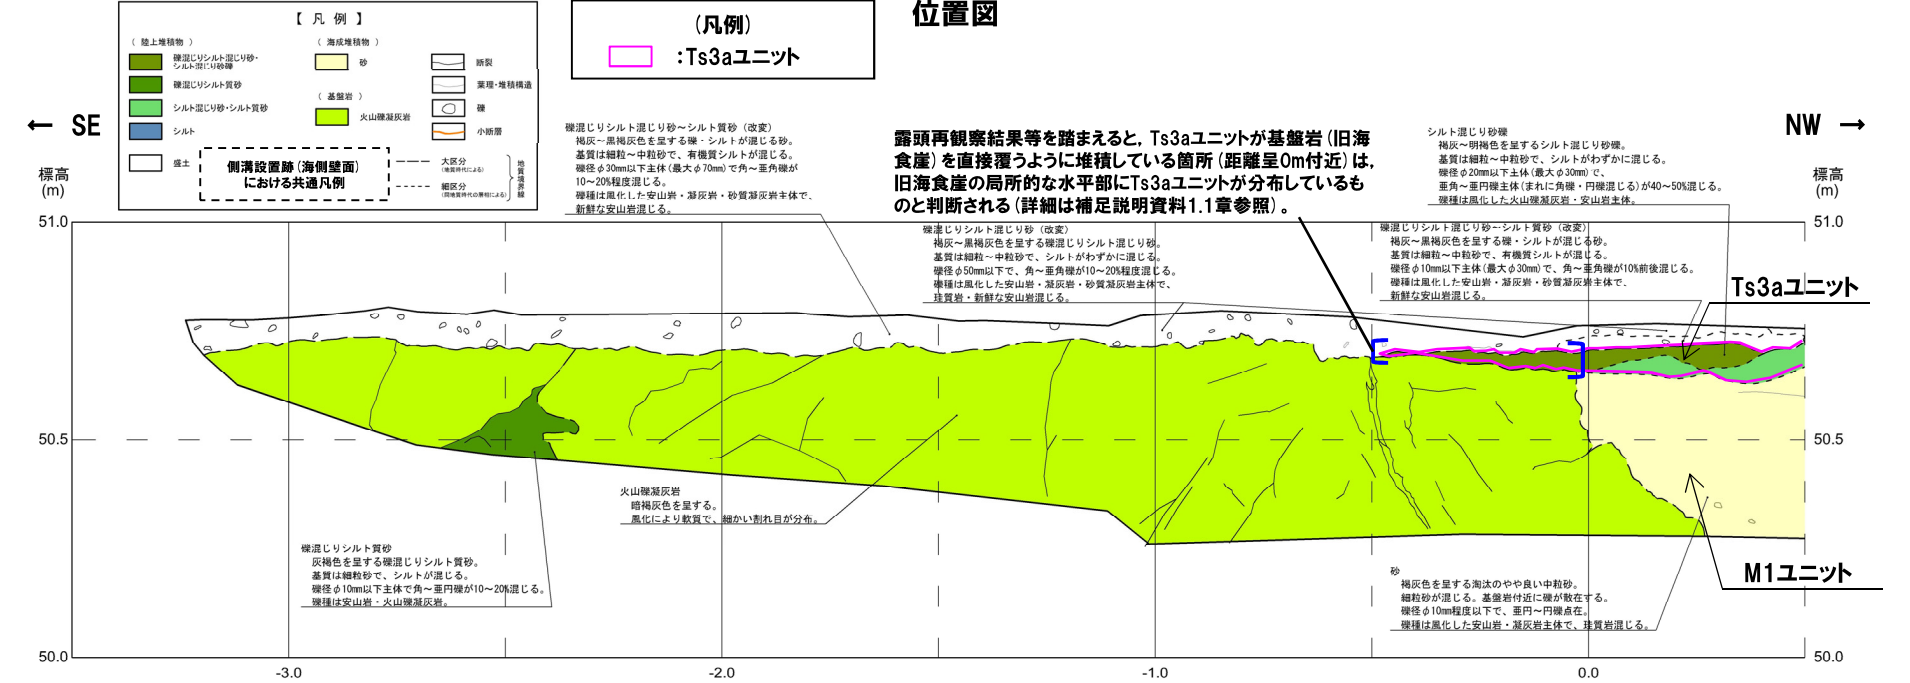 位置図
【 凡 例 】
( 陸上堆積物 )
礫混じりシルト混じり砂・
シルト混じり砂礫
礫混じりシルト質砂
シルト混じり砂・シルト質砂
シルト
盛土
( 海成堆積物 )
砂
( 基盤岩 )
火山礫凝灰岩
断裂
葉理・堆積構造
礫
小断層
側溝設置跡(海側壁面)
における共通凡例
大区分
(地質時代による)
細区分
(同地質時代の層相による)
地質境界線
(凡例)
:Ts3aユニット
← SE
NW →
標高
(m)
標高
(m)
礫混じりシルト混じり砂~シルト質砂(改変)
褐灰~黒褐灰色を呈する礫・シルトが混じる砂。
基質は細粒~中粒砂で、有機質シルトが混じる。
礫径φ30mm以下主体(最大φ70mm)で角~亜角礫が
10~20%程度混じる。
礫種は風化した安山岩・凝灰岩・砂質凝灰岩主体で、
新鮮な安山岩混じる。
露頭再観察結果等を踏まえると,Ts3aユニットが基盤岩(旧海
食崖)を直接覆うように堆積している箇所(距離呈0m付近)は,
旧海食崖の局所的な水平部にTs3aユニットが分布しているも
のと判断される(詳細は補足説明資料1.1章参照)。
シルト混じり砂礫
褐灰~明褐色を呈するシルト混じり砂礫。
基質は細粒~中粒砂で、シルトがわずかに混じる。
礫径φ20mm以下主体(最大φ30mm)で、
亜角~亜円礫主体(まれに角礫・円礫混じる)が40~50%混じる。
礫種は風化した火山礫凝灰岩・安山岩主体。
礫混じりシルト混じり砂(改変)
褐灰~黒褐灰色を呈する礫混じりシルト混じり砂。
基質は細粒~中粒砂で、シルトがわずかに混じる。
礫径φ50mm以下で、角~亜角礫が10~20%程度混じる。
礫種は風化した安山岩・凝灰岩・砂質凝灰岩主体で、
珪質岩・新鮮な安山岩混じる。
礫混じりシルト混じり砂~シルト質砂(改変)
褐灰~黒褐灰色を呈する礫・シルトが混じる砂。
基質は細粒~中粒砂で、有機質シルトが混じる。
礫径φ10mm以下主体(最大φ30mm)で、角~亜角礫が10%前後混じる。
礫種は風化した安山岩・凝灰岩・砂質凝灰岩主体で、
新鮮な安山岩混じる。
Ts3aユニット
51.0
51.0
50.5
50.5
火山礫凝灰岩
暗褐灰色を呈する。
風化により軟質で、細かい割れ目が分布。
礫混じりシルト質砂
灰褐色を呈する礫混じりシルト質砂。
基質は細粒砂で、シルトが混じる。
礫径φ10mm以下主体で角~亜円礫が10~20%混じる。
礫種は安山岩・火山礫凝灰岩。
M1ユニット
砂
褐灰色を呈する淘汰のやや良い中粒砂。
細粒砂が混じる。基盤岩付近に礫が散在する。
礫径φ10mm程度以下で、亜円~円礫点在。
礫種は風化した安山岩・凝灰岩主体で、珪質岩混じる。
50.0
50.0
-3.0
-2.0
-1.0
0.0